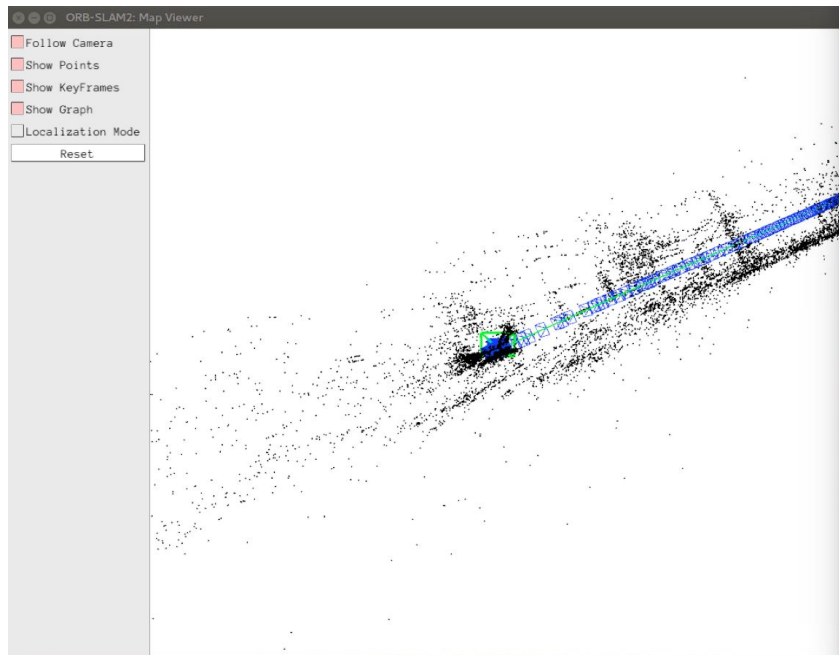 ORB-SLAM2: Map Viewer
Follow Camera
Show Points
Show KeyFrames
Show Graph
Localization Mode
Reset